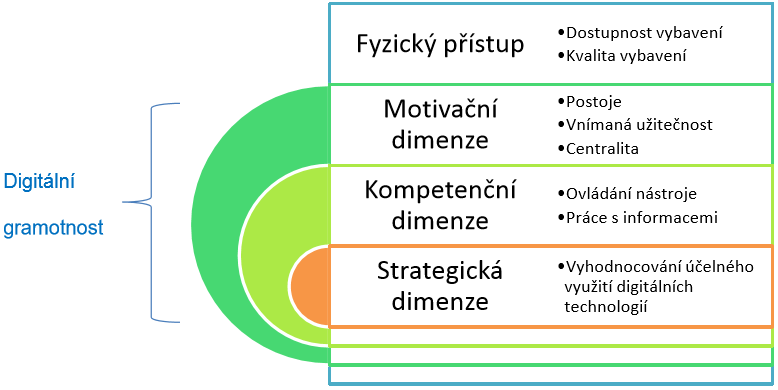 Fyzický přístup
•Dostupnost vybavení
•Kvalita vybavení
Digitální
gramotnost
Motivační
dimenze
•Postoje
•Vnímaná užitečnost
•Centralita
Kompetenční
dimenze
•Ovládání nástroje
•Práce s informacemi
Strategická
dimenze
•Vyhodnocování účelného
využití digitálních
technologií